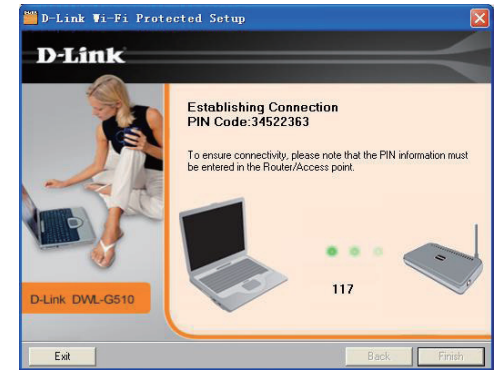 D-Link Wi-Fi Protected Setup
D-Link
Establishing Connection
PIN Code:34522363
To ensure connectivity, please note that the PIN information must
be entered in the Router/Access point.
117
D-Link DWL-G510
Exit
Back
Finish